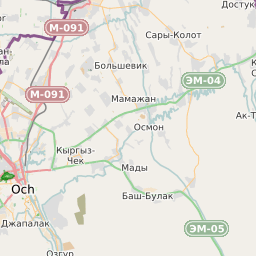 Достук
М-091
Сары-Колот
Большевик
ЭМ-04
М-091
Мамажан
Осмон
Ак-Т
Кыргыз-
Чек
Мады
Och
Баш-Булак
Джапалак
ЭМ-05
Озгур